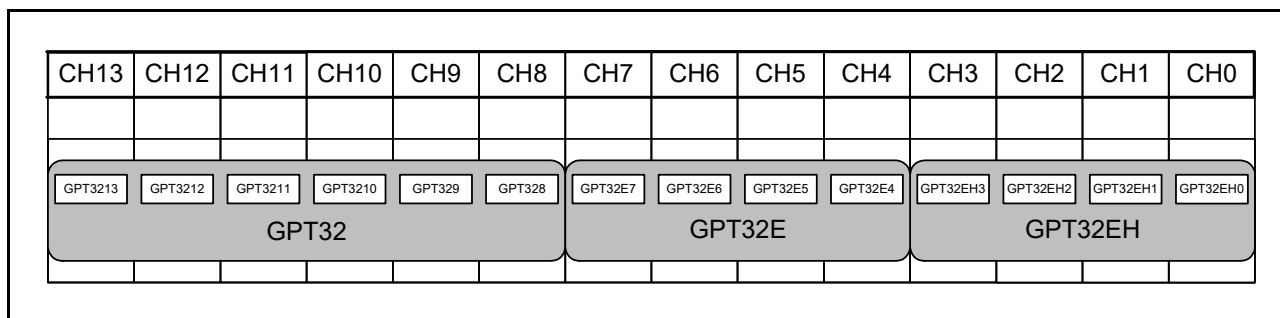 CH13 CH12 CH11 CH10 CH9 CH8 CH7 CH6 CH5 CH4 CH3 CH2 CH1 CH0
GPT3213 GPT3212 GPT3211 GPT3210 GPT329 GPT328 GPT32E7 GPT32E6 GPT32E5 GPT32E4 GPT32EH3 GPT32EH2 GPT32EH1 GPT32EH0
GPT32 GPT32E GPT32EH